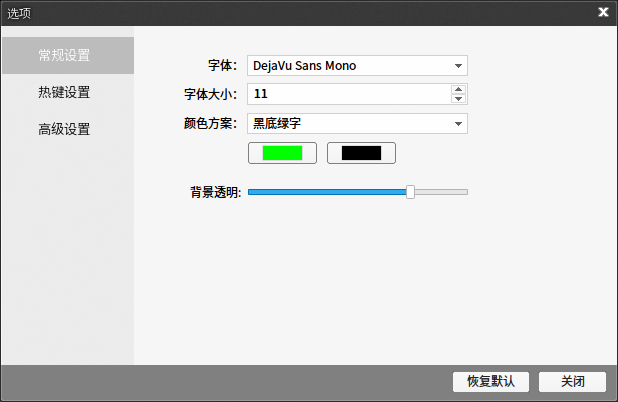 选项
常规设置
热键设置
高级设置
字体: DejaVu Sans Mono
字体大小: 11
颜色方案: 黑底绿字
背景透明:
恢复默认 关闭